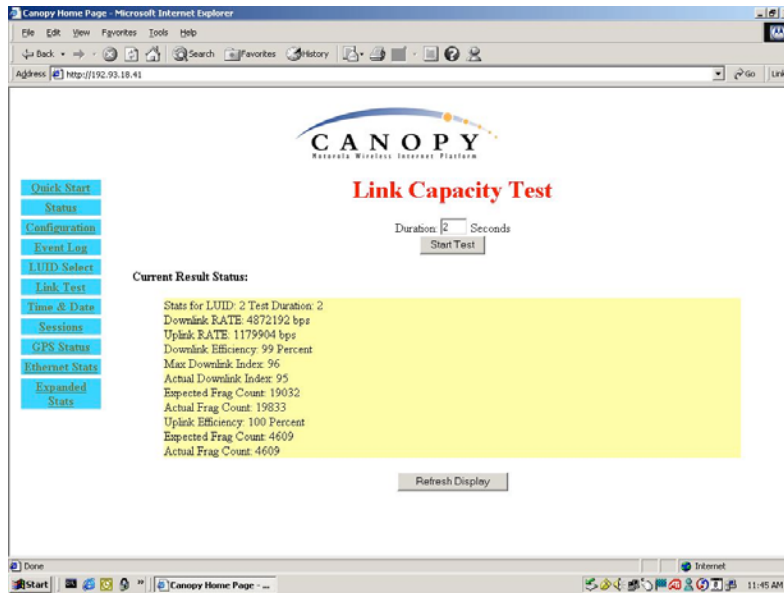 Canopy Home Page - Microsoft Internet Explorer
File Edit View Favorites Tools Help
Back Search Favorites History
Address http://192.93.18.41 Go Link
CANOPY
Motorola Wireless Internet Platform
Quick Start
Status
Configuration
Event Log
LUID Select
Link Test
Time & Date
Sessions
GPS Status
Ethernet Stats
Expanded
Stats
Link Capacity Test
Duration: 2 Seconds
Start Test
Current Result Status:
Stats for LUID: 2 Test Duration: 2
Downlink RATE: 4872192 bps
Uplink RATE: 1179904 bps
Downlink Efficiency: 99 Percent
Max Downlink Index: 96
Actual Downlink Index: 95
Expected Frag Count: 19032
Actual Frag Count: 19833
Uplink Efficiency: 100 Percent
Expected Frag Count: 4609
Actual Frag Count: 4609
Refresh Display
Done Internet
Start » Canopy Home Page - ... 11:45 AM